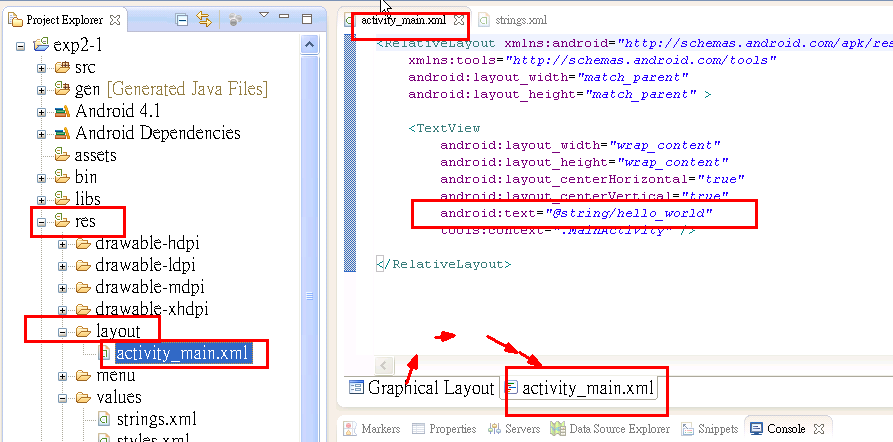 Project Explorer
exp2-1
src
gen [Generated Java Files]
Android 4.1
Android Dependencies
assets
bin
libs
res
drawable-hdpi
drawable-ldpi
drawable-mdpi
drawable-xhdpi
layout
activity_main.xml
menu
values
strings.xml
styles.xml
activity_main.xml
strings.xml
<RelativeLayout xmlns:android="http://schemas.android.com/apk/res
xmlns:tools="http://schemas.android.com/tools"
android:layout_width="match_parent"
android:layout_height="match_parent" >
<TextView
android:layout_width="wrap_content"
android:layout_height="wrap_content"
android:layout_centerHorizontal="true"
android:layout_centerVertical="true"
android:text="@string/hello_world"
tools:context=".MainActivity" />
</RelativeLayout>
Graphical Layout
activity_main.xml
Markers
Properties
Servers
Data Source Explorer
Snippets
Console